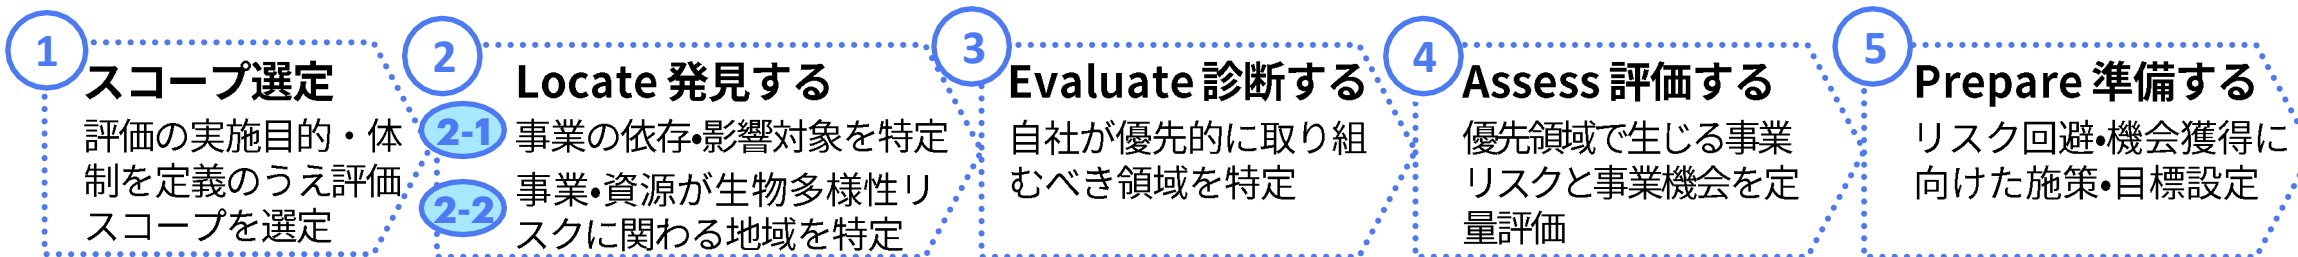 1
スコープ選定
評価の実施目的・体
制を定義のうえ評価
スコープを選定
2
Locate 発見する
2-1
事業の依存•影響対象を特定
2-2
事業•資源が生物多様性リ
スクに関わる地域を特定
3
Evaluate 診断する
自社が優先的に取り組
むべき領域を特定
4
Assess 評価する
優先領域で生じる事業
リスクと事業機会を定
量評価
5
Prepare 準備する
リスク回避•機会獲得に
向けた施策•目標設定